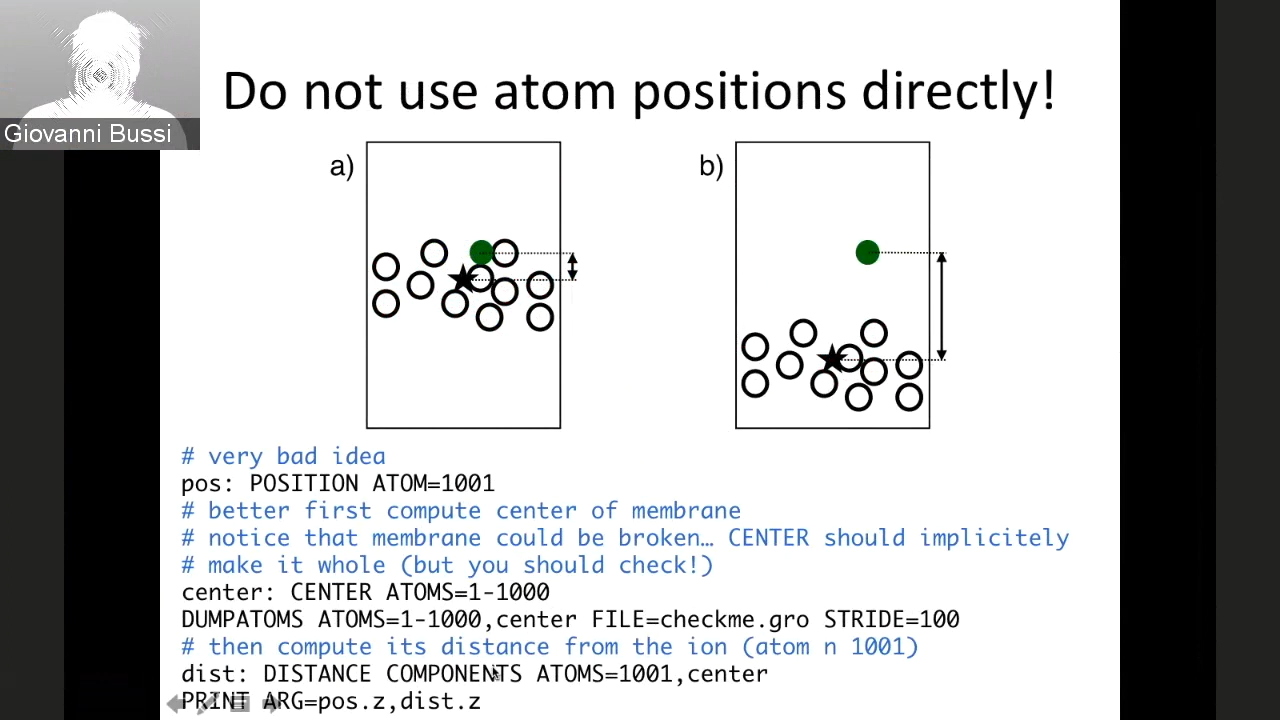 Giovanni Bussi
Do not use atom positions directly!
a)
b)
# very bad idea
pos: POSITION ATOM=1001
# better first compute center of membrane
# notice that membrane could be broken… CENTER should implicitely
# make it whole (but you should check!)
center: CENTER ATOMS=1-1000
DUMPATOMS ATOMS=1-1000,center FILE=checkme.gro STRIDE=100
# then compute its distance from the ion (atom n 1001)
dist: DISTANCE COMPONENTS ATOMS=1001,center
PRINT ARG=pos.z,dist.z